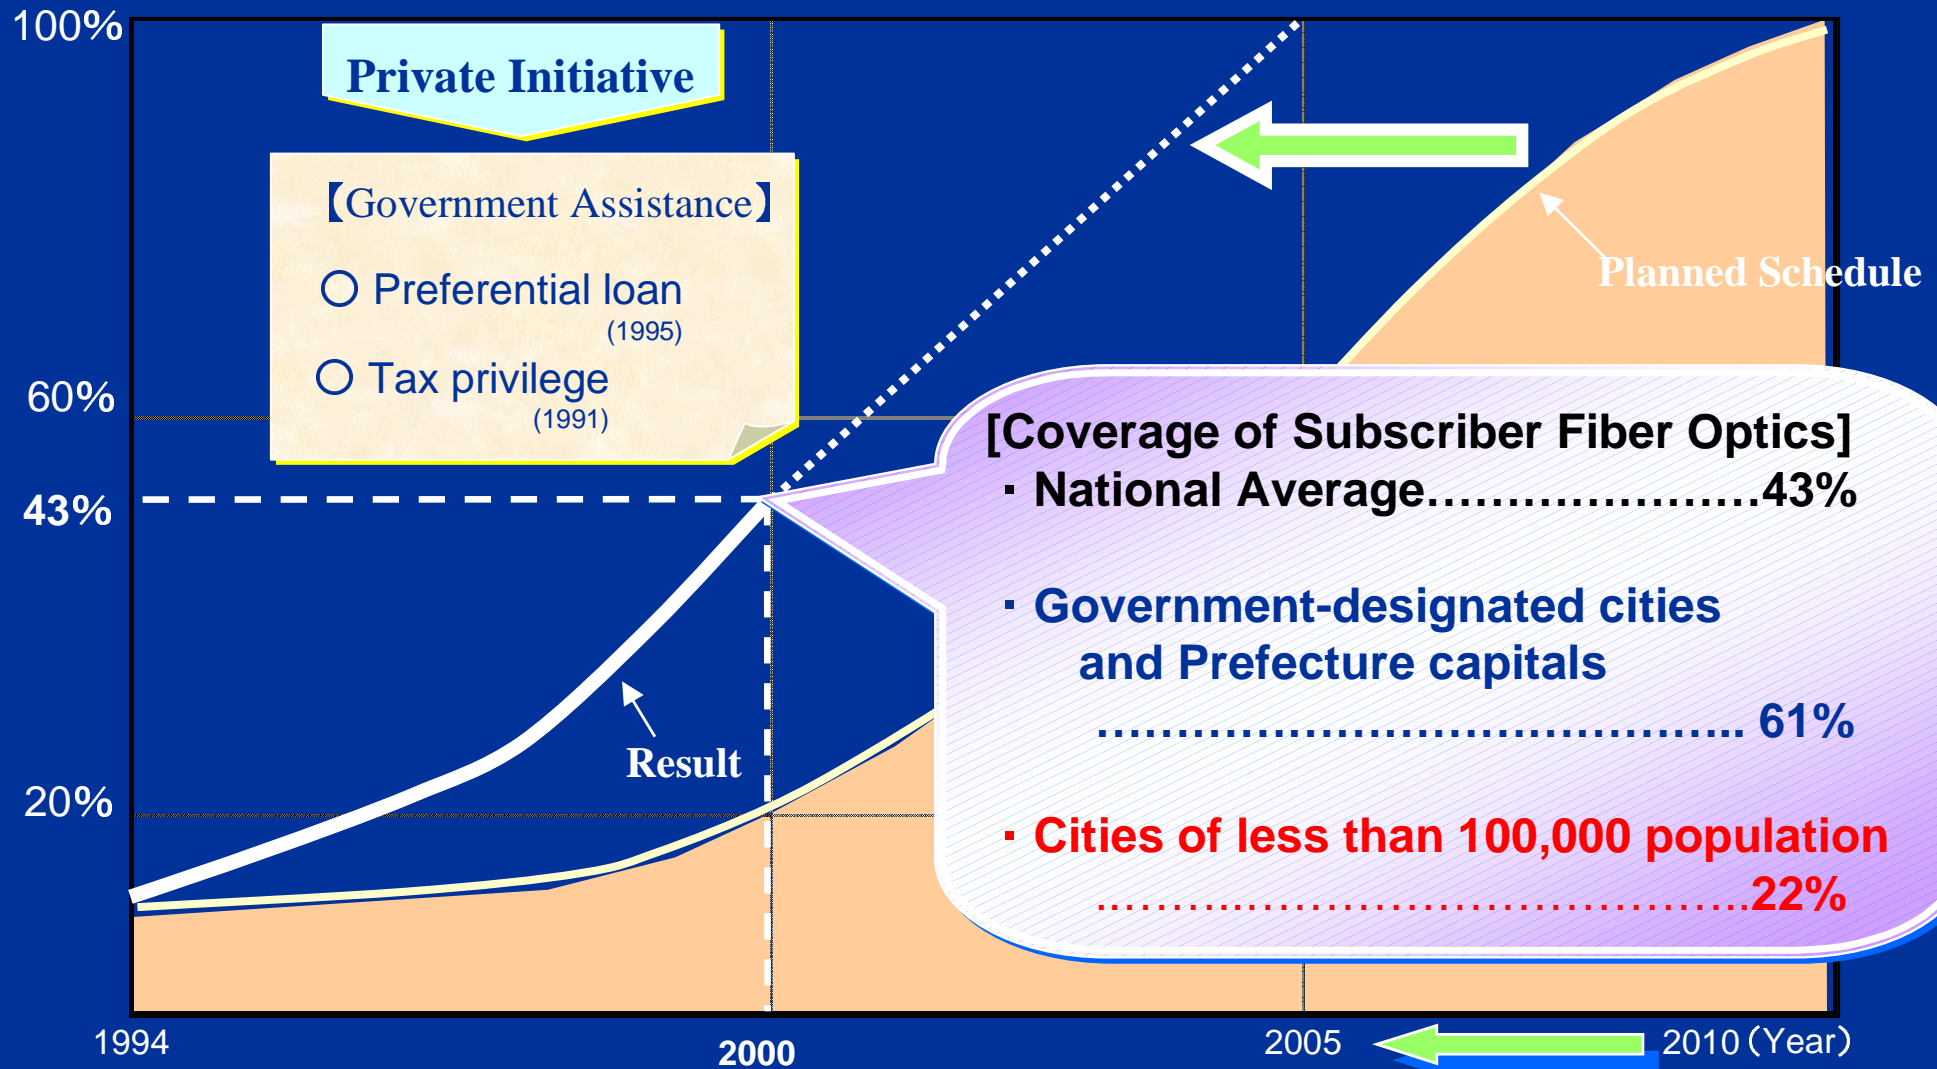 100%
Private Initiative
【Government Assistance】
○ Preferential loan
(1995)
○ Tax privilege
(1991)
Planned Schedule
60%
43%
20%
Result
[Coverage of Subscriber Fiber Optics]
・National Average…………………43%
・Government-designated cities
and Prefecture capitals
………………………………….. 61%
・Cities of less than 100,000 population
…………………………………….22%
1994
2000
2005
2010（Year）